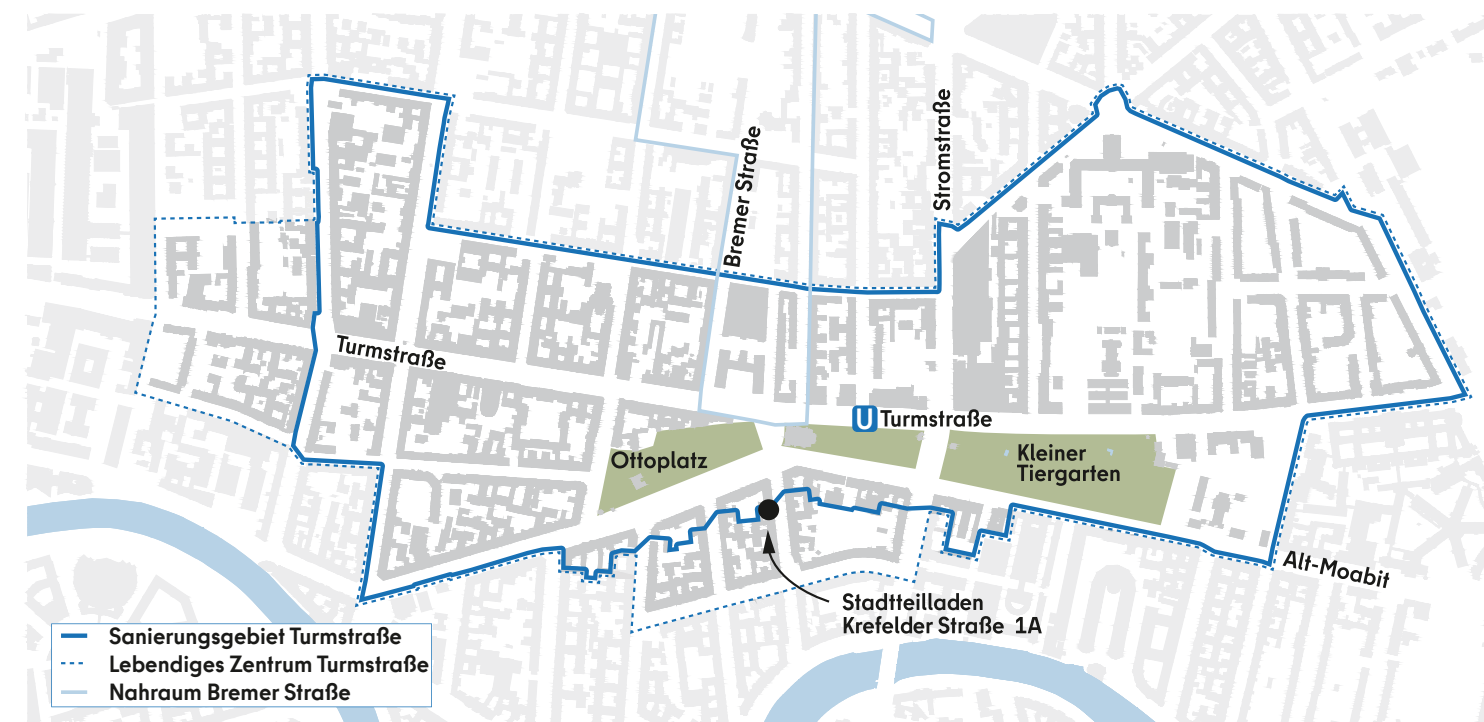 Stromstraße
Bremer Straße
Turmstraße
U Turmstraße
Ottoplatz
Kleiner
Tiergarten
Alt-Moabit
Stadtteilladen
Krefelder Straße 1A
Sanierungsgebiet Turmstraße
Lebendiges Zentrum Turmstraße
Nahraum Bremer Straße